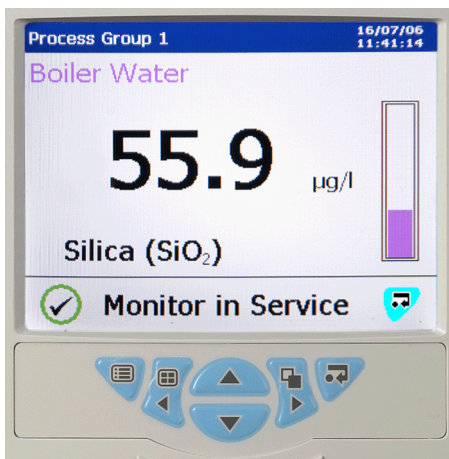 Process Group 1
16/07/06
11:41:14
Boiler Water
55.9 µg/l
Silica (SiO₂)
Monitor in Service